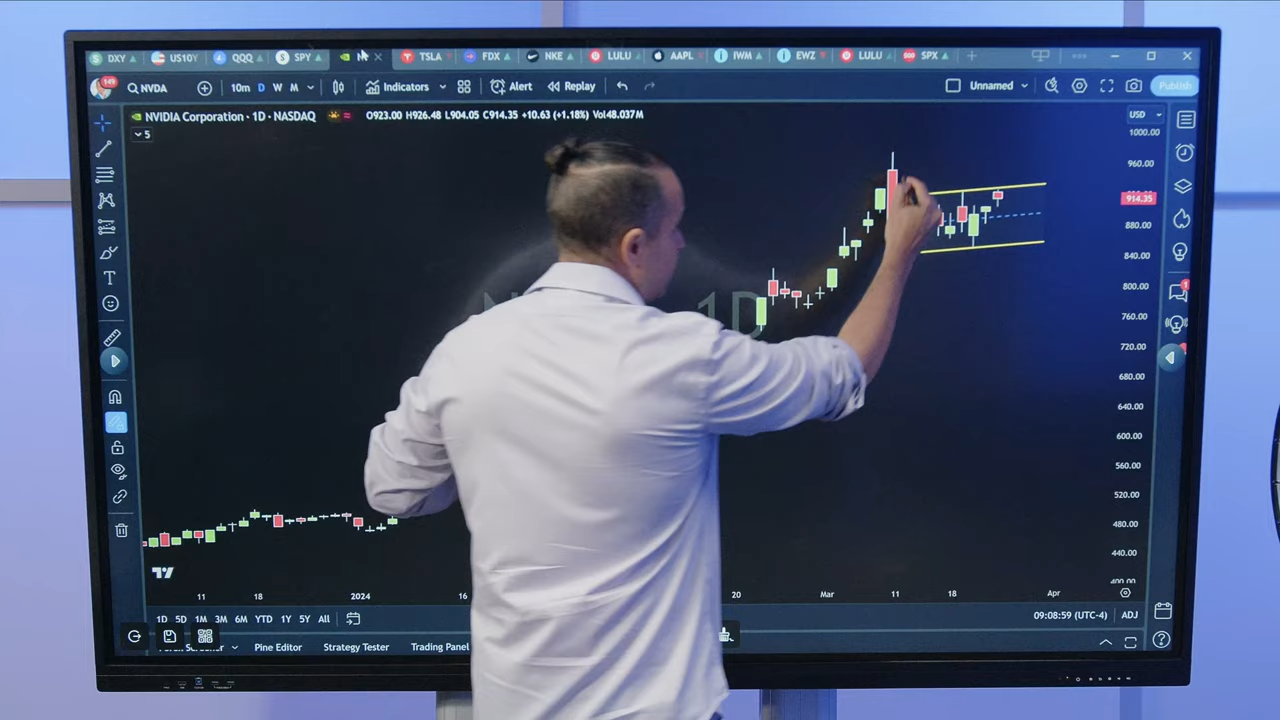 DXY US10Y QQQ SPY TSLA FDX NKE LULU AAPL IWM EWZ LULU SPX
149
NVDA 10m D W M Indicators Alert Replay Unnamed Publish
NVIDIA Corporation · 1D · NASDAQ O923.00 H926.48 L904.05 C914.35 +10.63 (+1.18%) Vol48.037M
USD
5
1000.00
960.00
914.35
880.00
840.00
800.00
1D
760.00
720.00
680.00
640.00
600.00
560.00
520.00
480.00
440.00
400.00
11 18 2024 16 20 Mar 11 18 Apr
1D 5D 1M 3M 6M YTD 1Y 5Y All 09:08:59 (UTC-4) ADJ
Pine Editor Strategy Tester Trading Panel